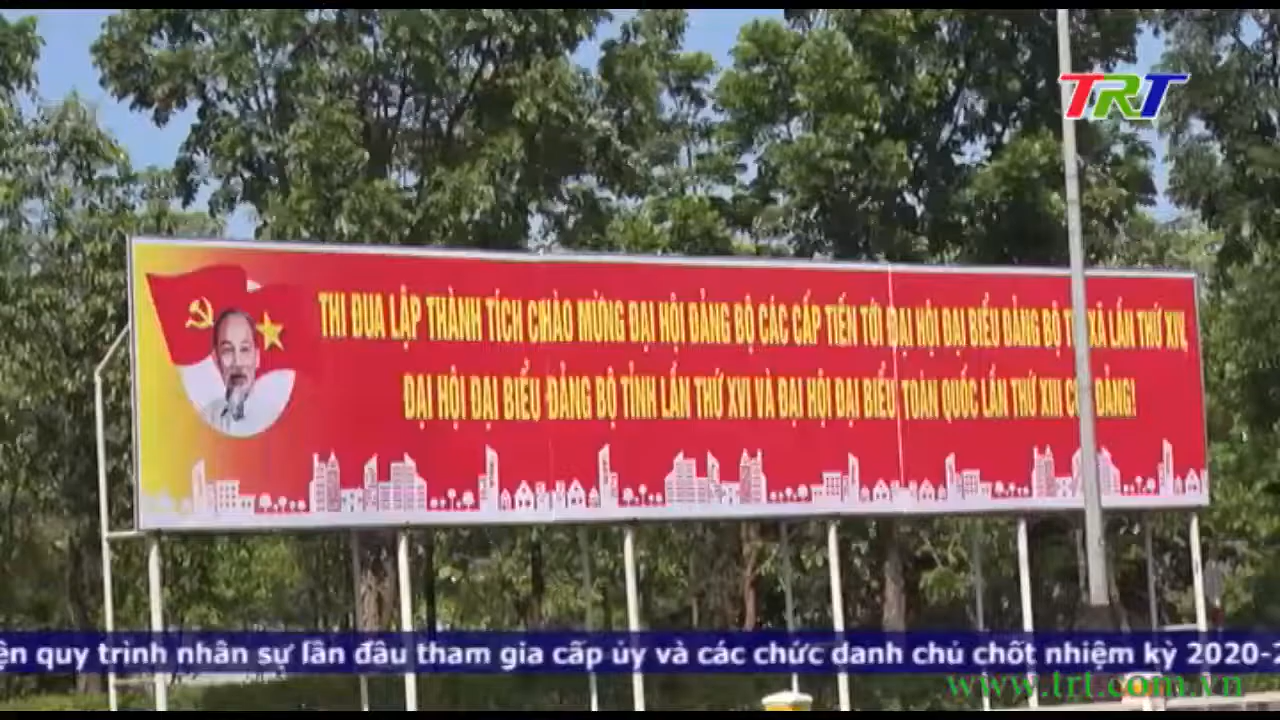 TRT
THI ĐUA LẬP THÀNH TÍCH CHÀO MỪNG ĐẠI HỘI ĐẢNG BỘ CÁC CẤP TIẾN TỚI ĐẠI HỘI ĐẠI BIỂU ĐẢNG BỘ XÃ LẦN THỨ XIV,
ĐẠI HỘI ĐẠI BIỂU ĐẢNG BỘ TỈNH LẦN THỨ XVI VÀ ĐẠI HỘI ĐẠI BIỂU TOÀN QUỐC LẦN THỨ XIII ĐẢNG!
ện quy trình nhân sự lần đầu tham gia cấp ủy và các chức danh chủ chốt nhiệm kỳ 2020-2
www.trt.com.vn